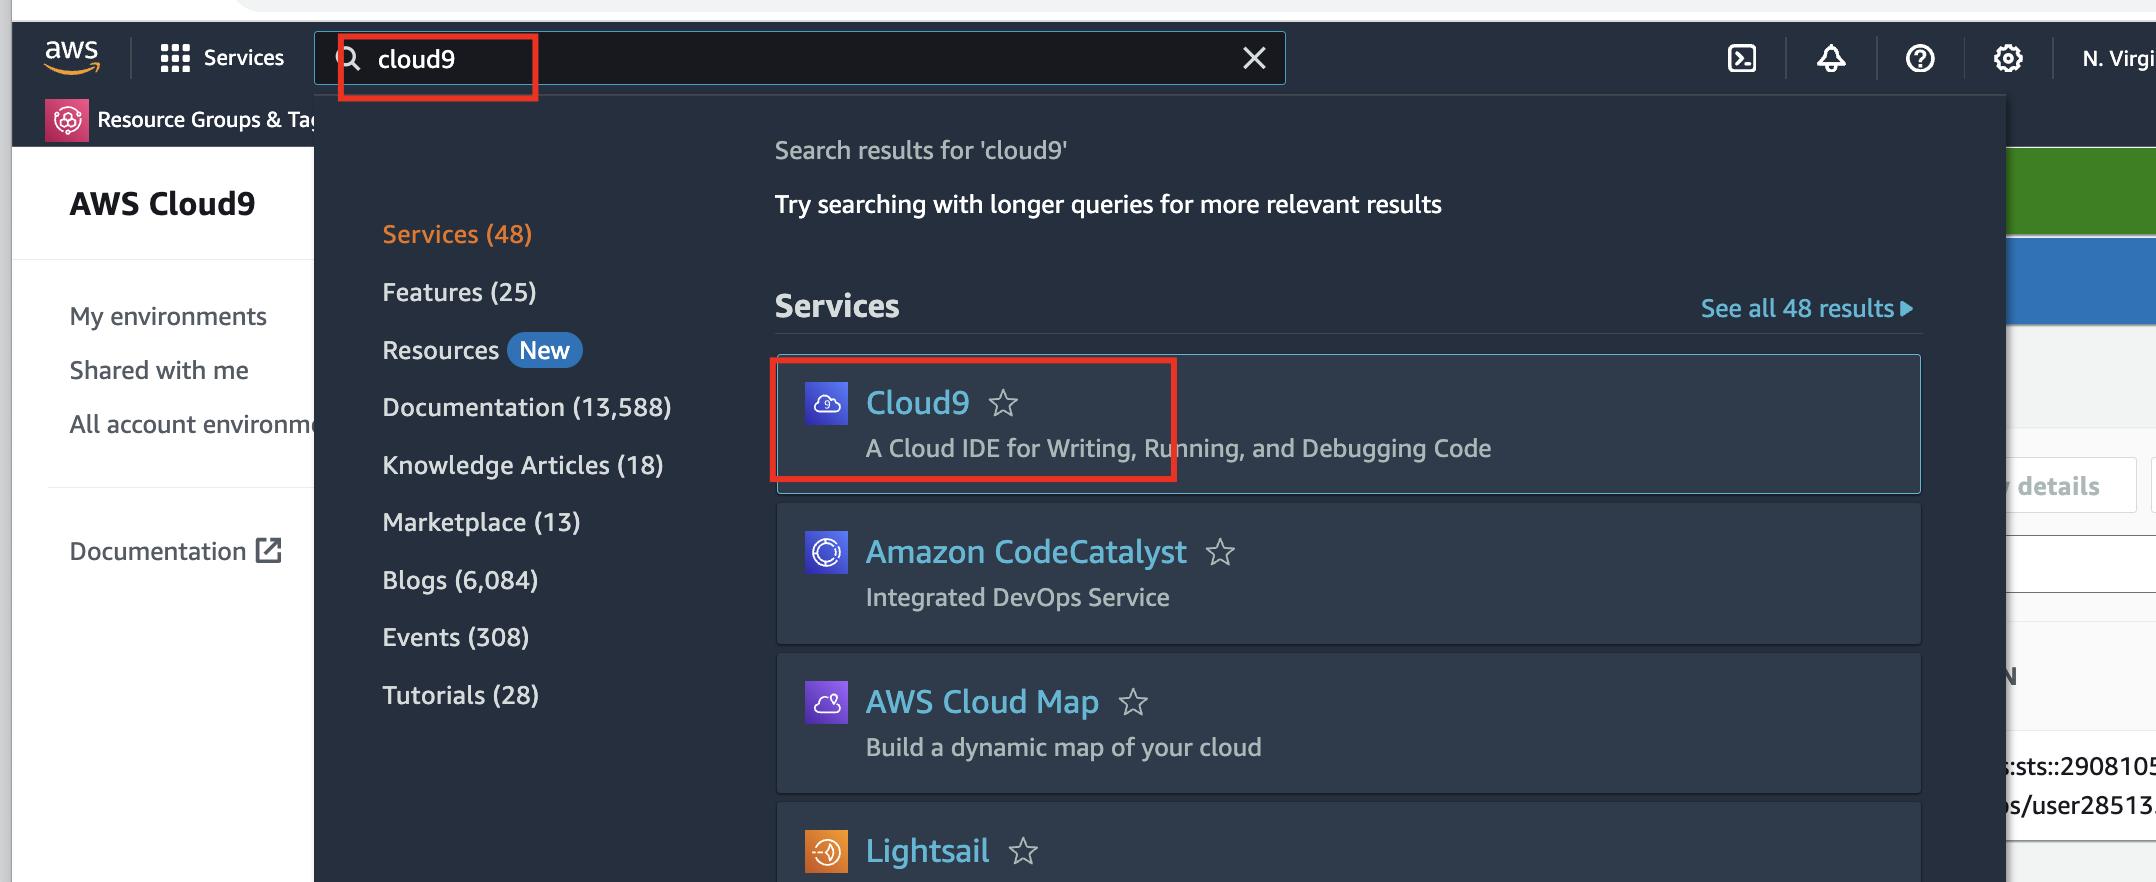 aws
Services
cloud9
N. Virgi
Resource Groups & Tag
AWS Cloud9
My environments
Shared with me
All account environm
Documentation
Services (48)
Features (25)
Resources New
Documentation (13,588)
Knowledge Articles (18)
Marketplace (13)
Blogs (6,084)
Events (308)
Tutorials (28)
Search results for 'cloud9'
Try searching with longer queries for more relevant results
Services
See all 48 results
Cloud9
A Cloud IDE for Writing, Running, and Debugging Code
Amazon CodeCatalyst
Integrated DevOps Service
AWS Cloud Map
Build a dynamic map of your cloud
Lightsail
details
N
:sts::2908105
s/user28513